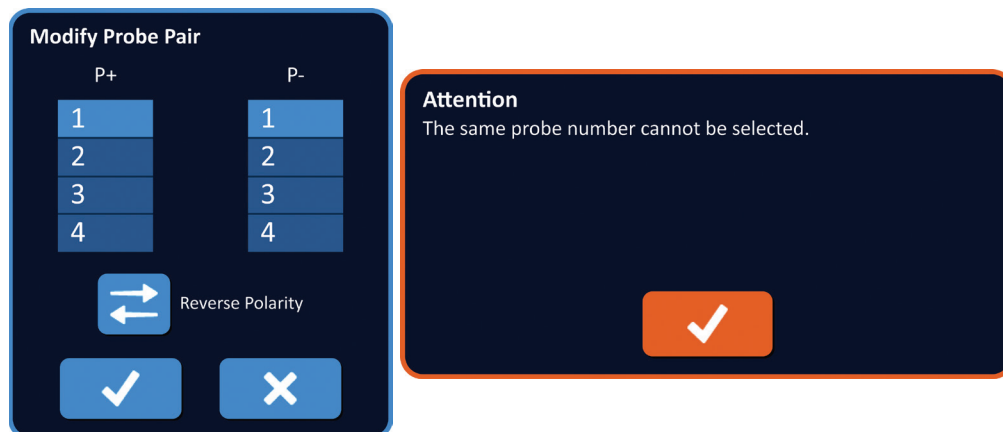 Modify Probe Pair
P+ P-
1 1
2 2
3 3
4 4
Reverse Polarity
Attention
The same probe number cannot be selected.